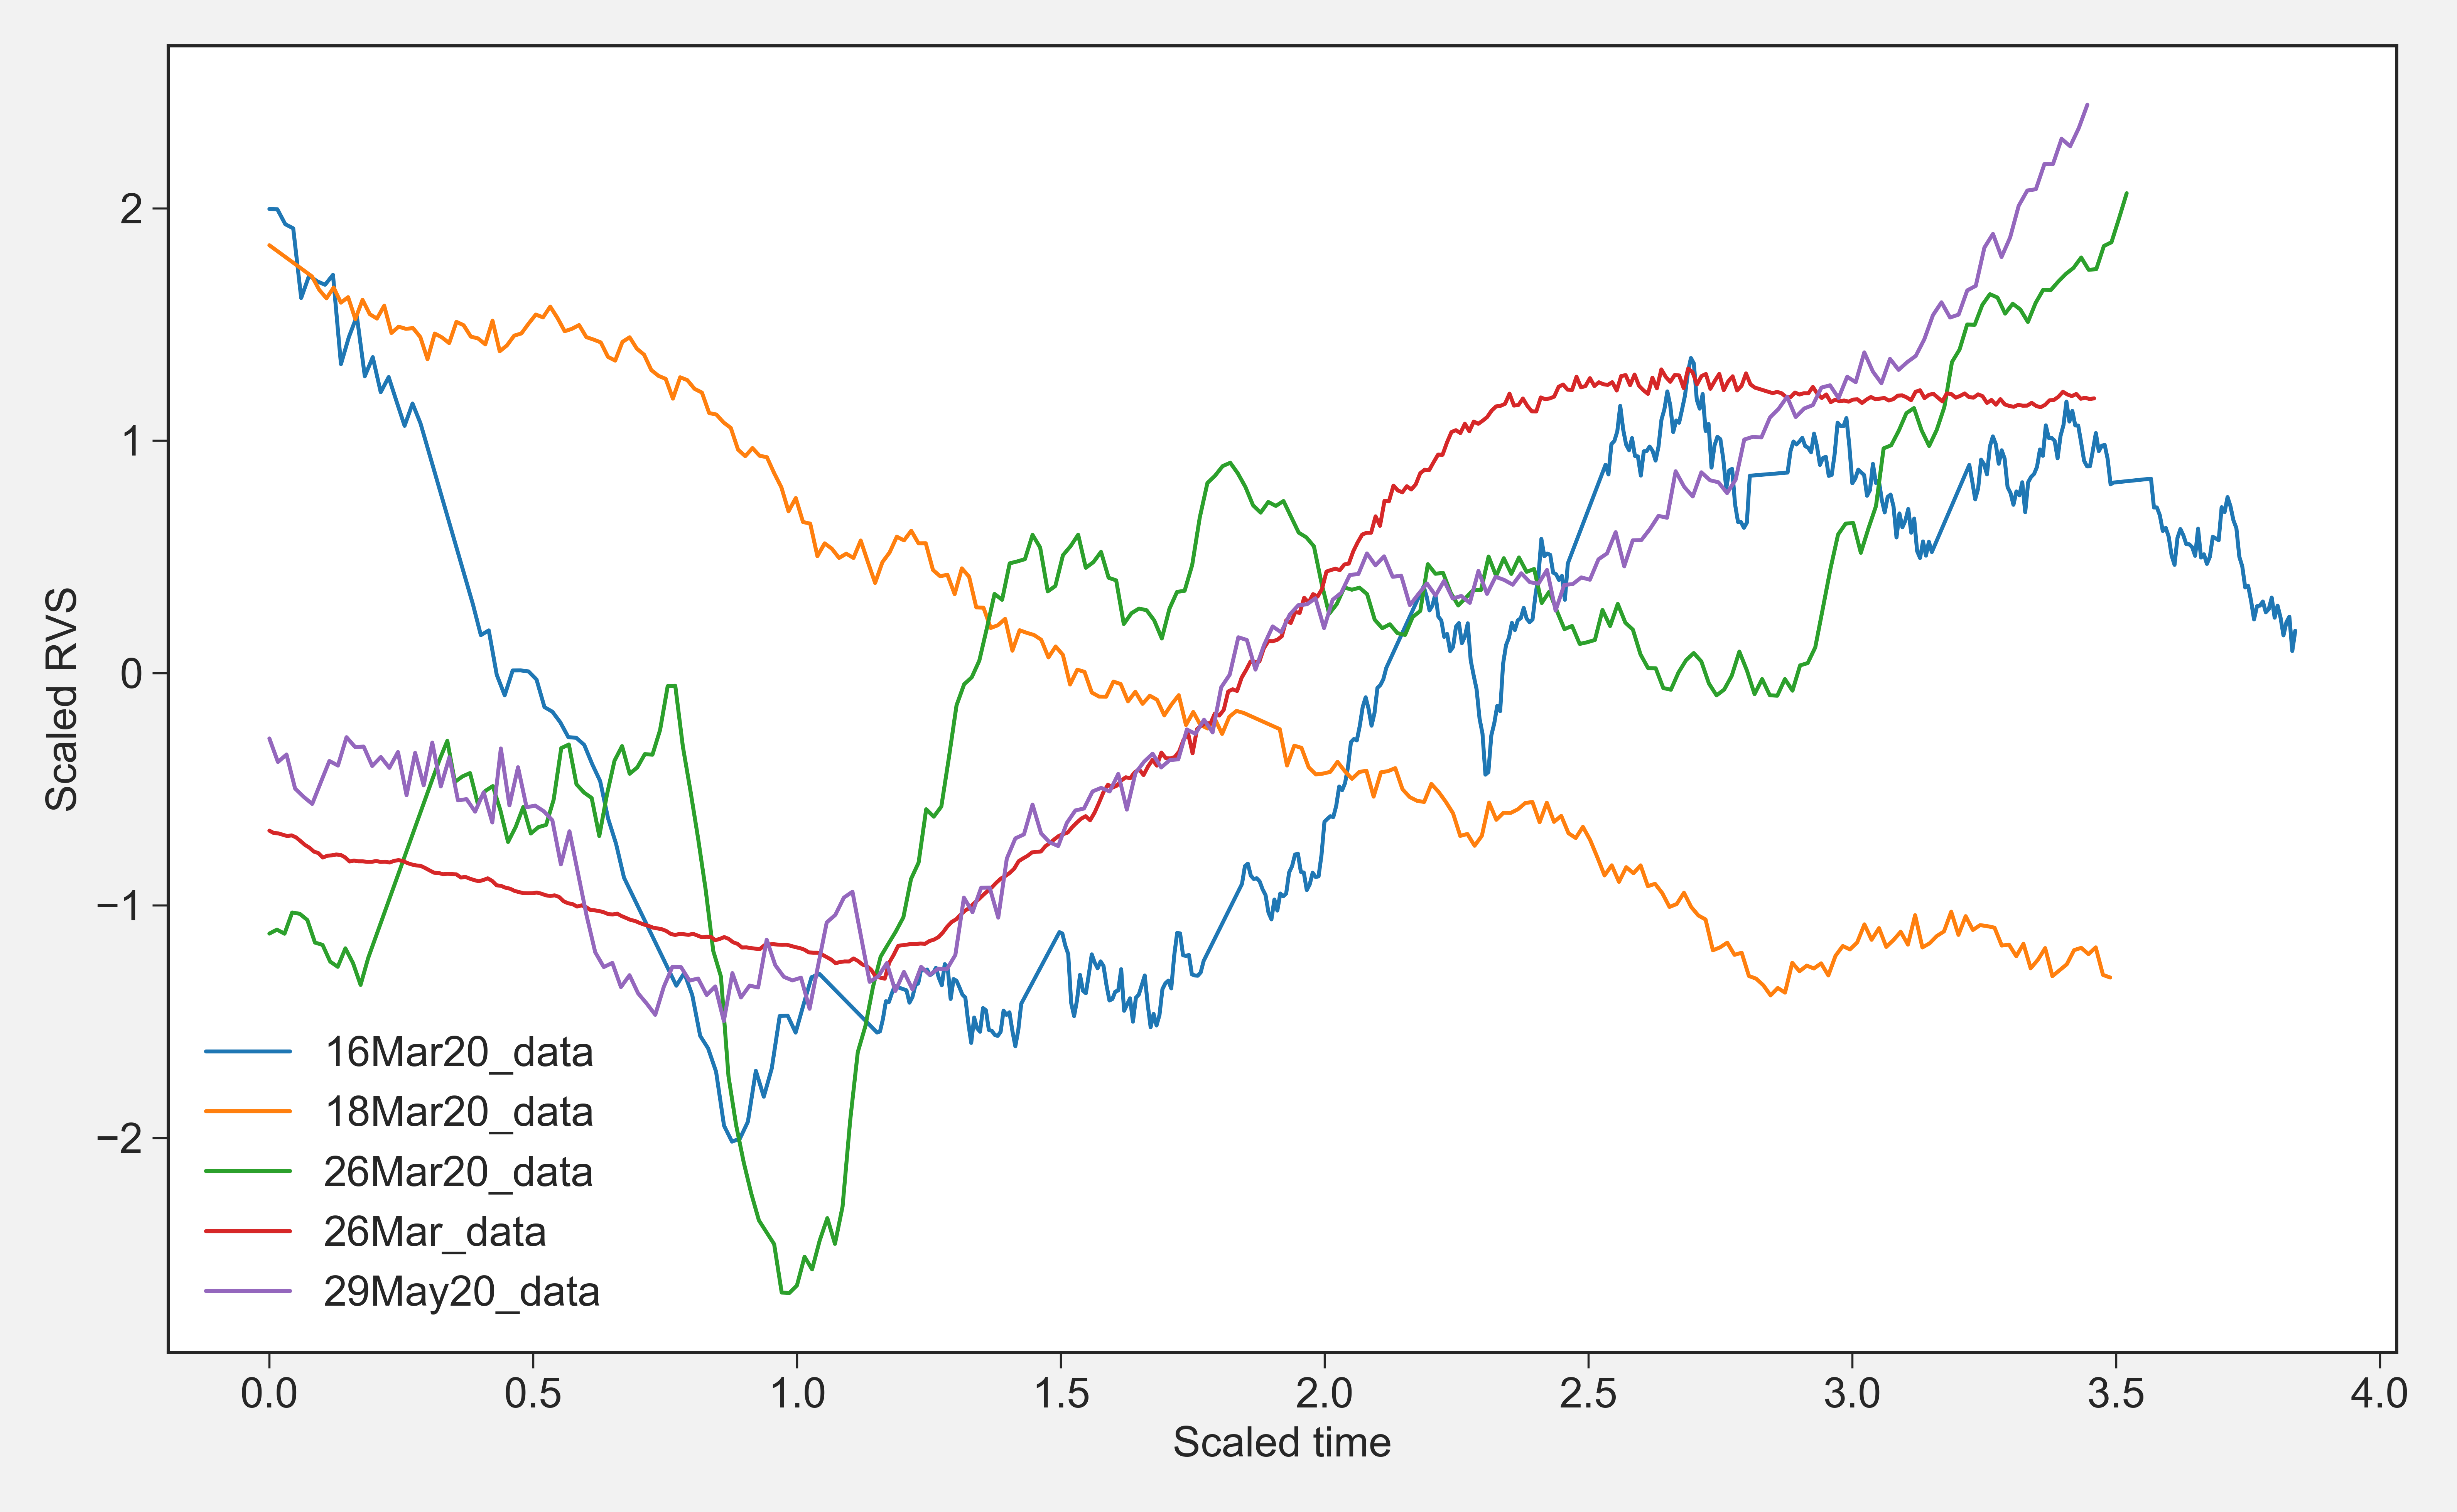 Scaled RVS
2
1
0
−1
−2
16Mar20_data
18Mar20_data
26Mar20_data
26Mar_data
29May20_data
0.0 0.5 1.0 1.5 2.0 2.5 3.0 3.5 4.0
Scaled time